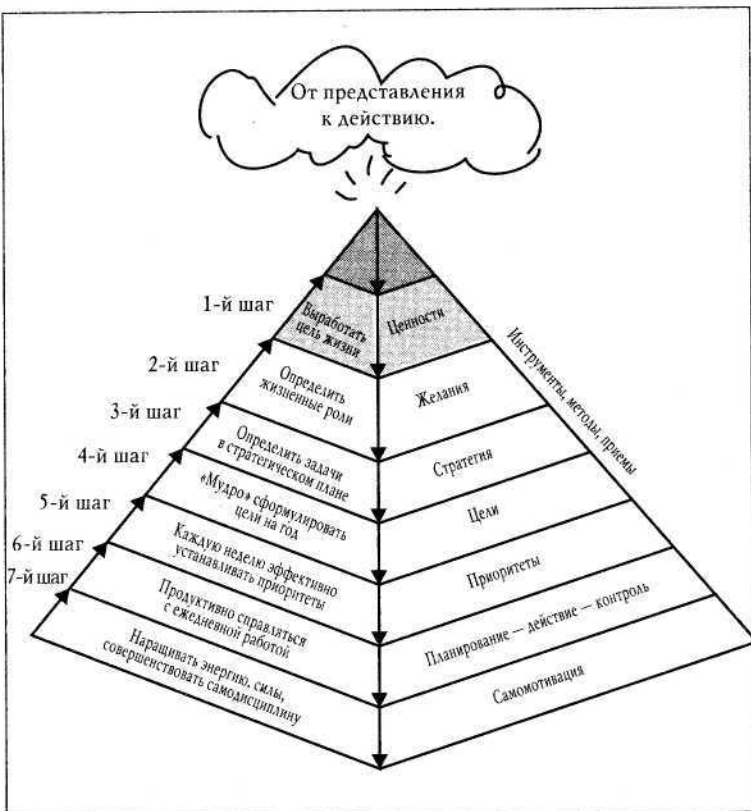 От представления
к действию.
1-й шаг
Выработать
цель жизни
Ценности
2-й шаг
Определить
жизненные роли
Желания
3-й шаг
Определить задачи
в стратегическом плане
Стратегия
4-й шаг
«Мудро» сформулировать
цели на год
Цели
5-й шаг
Каждую неделю эффективно
устанавливать приоритеты
Приоритеты
6-й шаг
Продуктивно справляться
с ежедневной работой
Планирование — действие — контроль
7-й шаг
Наращивать энергию, силы,
совершенствовать самодисциплину
Самомотивация
Инструменты, методы, приемы